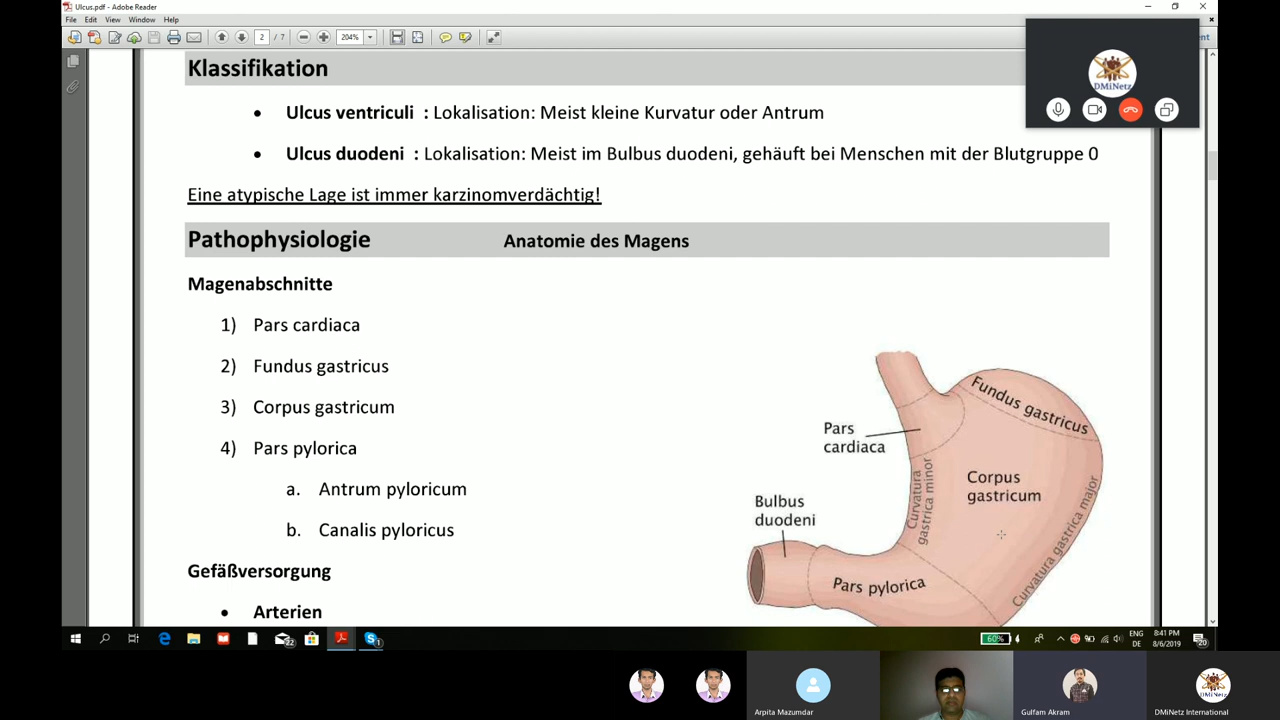 Ulcus.pdf - Adobe Reader
File Edit View Window Help
2 / 7
204%
Klassifikation
• Ulcus ventriculi : Lokalisation: Meist kleine Kurvatur oder Antrum
• Ulcus duodeni : Lokalisation: Meist im Bulbus duodeni, gehäuft bei Menschen mit der Blutgruppe 0
Eine atypische Lage ist immer karzinomverdächtig!
Pathophysiologie Anatomie des Magens
Magenabschnitte
1) Pars cardiaca
2) Fundus gastricus
3) Corpus gastricum
4) Pars pylorica
a. Antrum pyloricum
b. Canalis pyloricus
Gefäßversorgung
• Arterien
Fundus gastricus
Pars
cardiaca
Corpus
gastricum
Curvatura
gastrica minor
Curvatura gastrica major
Bulbus
duodeni
Pars pylorica
DMiNetz
22
1
60%
ENG
DE
8:41 PM
8/6/2019
20
Arpita Mazumdar
Gulfam Akram
DMiNetz
DMiNetz International